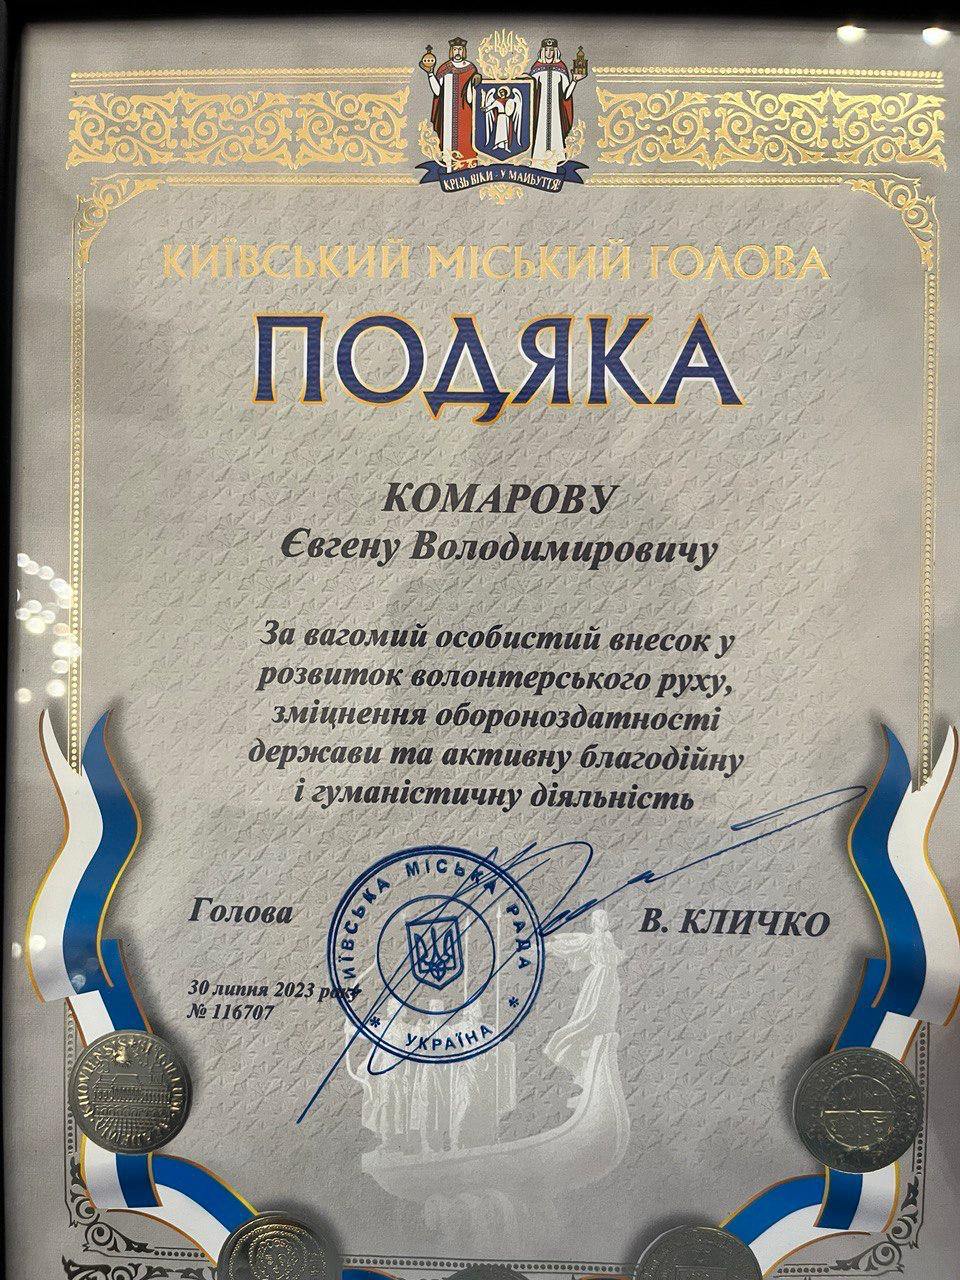 КРІЗЬ ВІКИ - У МАЙБУТТЯ!
КИЇВСЬКИЙ МІСЬКИЙ ГОЛОВА
ПОДЯКА
КОМАРОВУ
Євгену Володимировичу
За вагомий особистий внесок у
розвиток волонтерського руху,
зміцнення обороноздатності
держави та активну благодійну
і гуманістичну діяльність
Голова
В. КЛИЧКО
КИЇВСЬКА МІСЬКА РАДА
* УКРАЇНА *
30 липня 2023 року
№ 116707